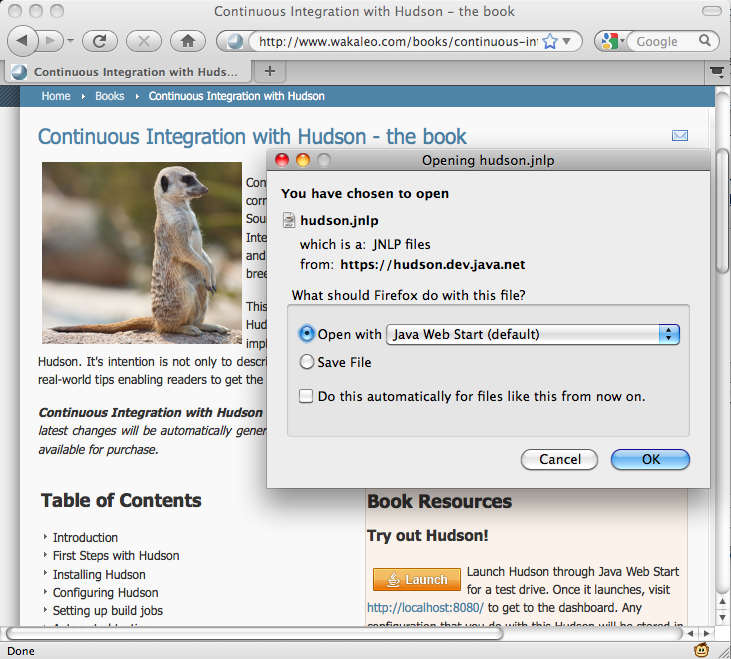 Continuous Integration with Hudson - the book
http://www.wakaleo.com/books/continuous-in
Google
Continuous Integration with Huds...
Home Books Continuous Integration with Hudson
Continuous Integration with Hudson - the book
Opening hudson.jnlp
You have chosen to open
hudson.jnlp
which is a: JNLP files
from: https://hudson.dev.java.net
What should Firefox do with this file?
Open with Java Web Start (default)
Save File
Do this automatically for files like this from now on.
Cancel OK
Con
corr
Sou
Inte
and
bree
This
Hud
impl
Hudson. It's intention is not only to descri
real-world tips enabling readers to get the
Continuous Integration with Hudson
latest changes will be automatically gener
available for purchase.
Table of Contents
Introduction
First Steps with Hudson
Installing Hudson
Configuring Hudson
Setting up build jobs
Book Resources
Try out Hudson!
Launch
Launch Hudson through Java Web Start
for a test drive. Once it launches, visit
http://localhost:8080/ to get to the dashboard. Any
configuration that you do with this Hudson will be stored in
Done